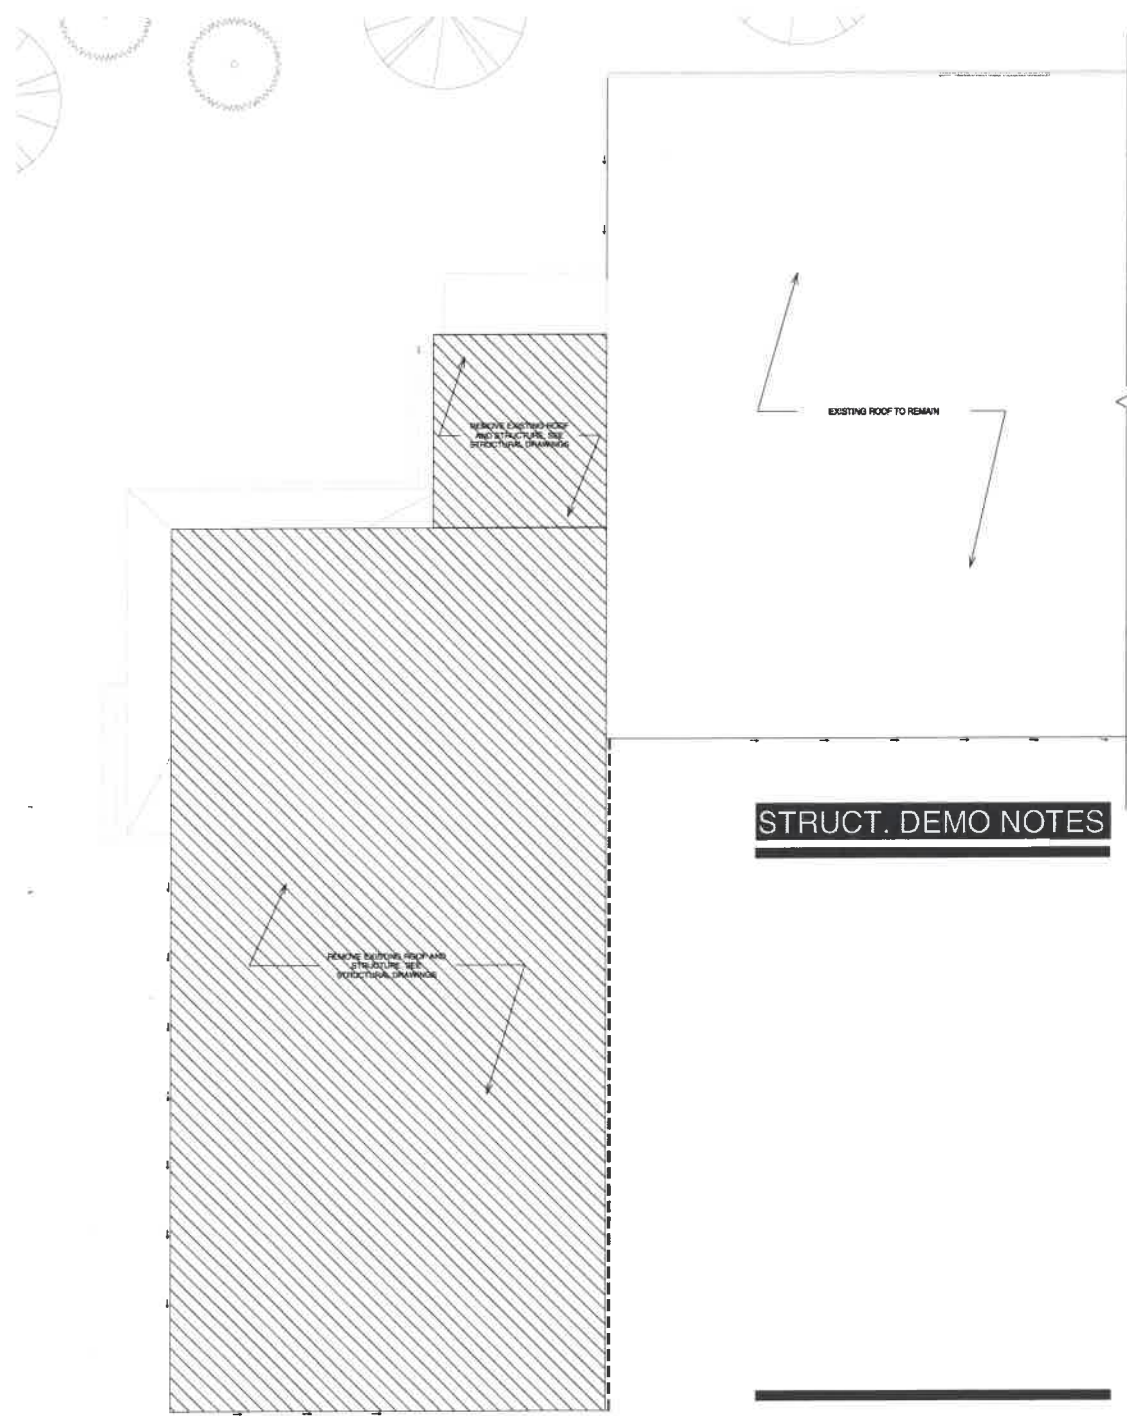 REMOVE EXISTING ROOF
AND STRUCTURE, SEE
STRUCTURAL DRAWINGS
EXISTING ROOF TO REMAIN
STRUCT. DEMO NOTES
REMOVE EXISTING ROOF AND
STRUCTURE, SEE
STRUCTURAL DRAWINGS